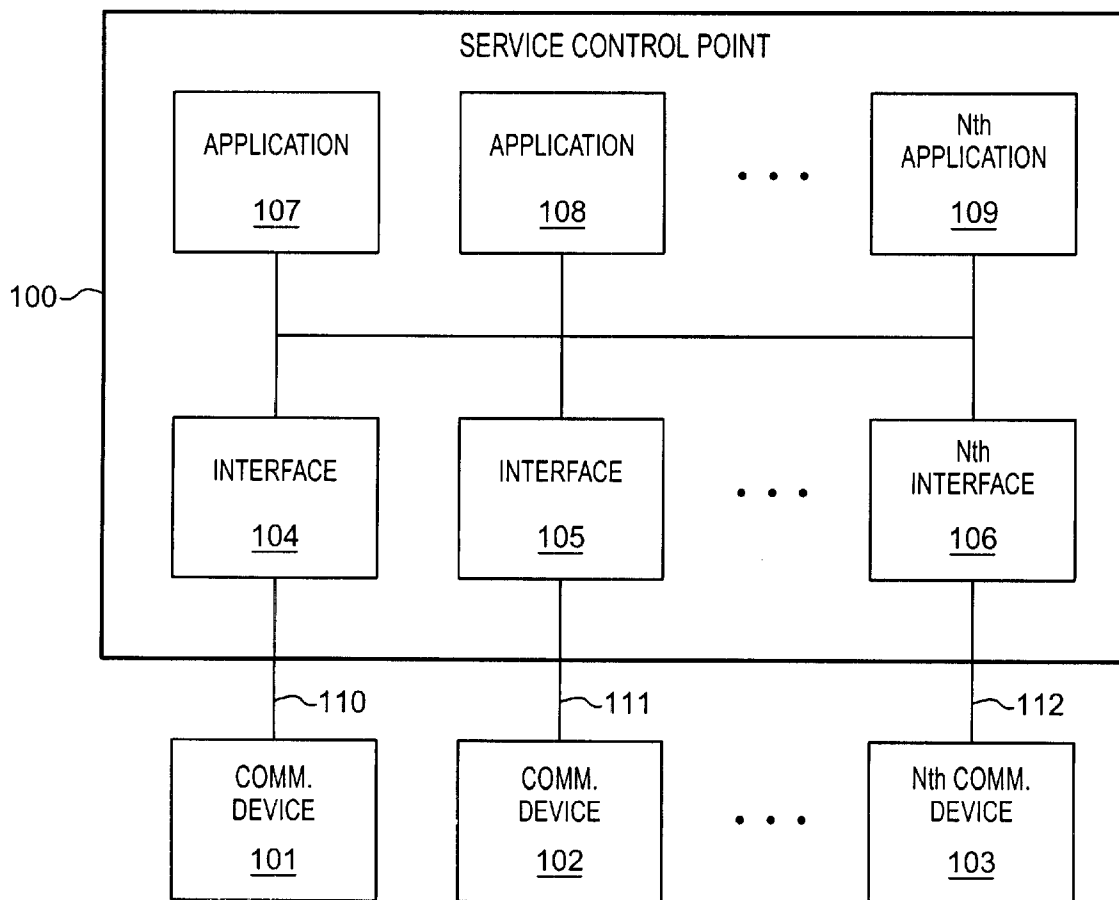 SERVICE CONTROL POINT
APPLICATION
107
APPLICATION
108
Nth
APPLICATION
109
100
INTERFACE
104
INTERFACE
105
Nth
INTERFACE
106
110
111
112
COMM.
DEVICE
101
COMM.
DEVICE
102
Nth COMM.
DEVICE
103